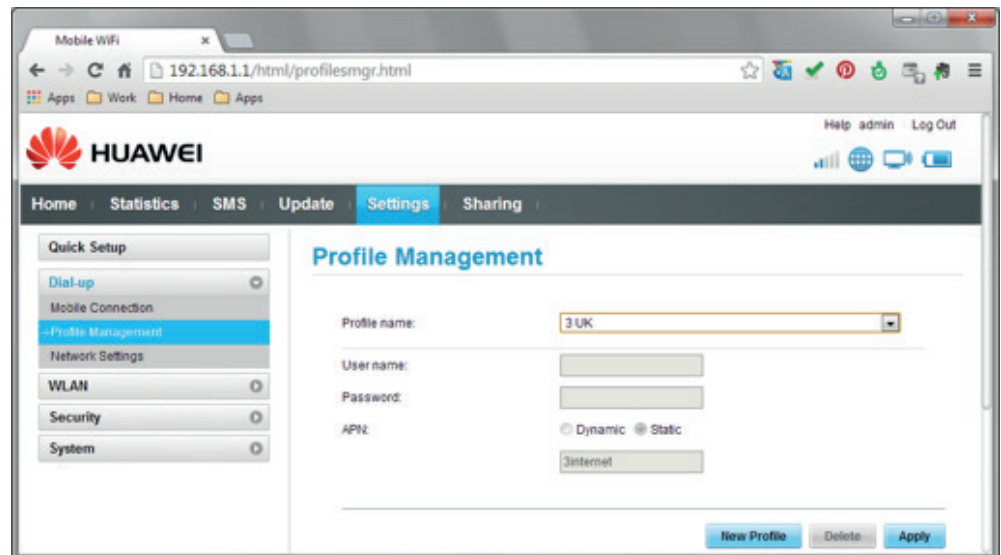 Mobile WiFi
192.168.1.1/html/profilesmgr.html
Apps Work Home Apps
Help admin Log Out
HUAWEI
Home Statistics SMS Update Settings Sharing
Quick Setup
Dial-up
Mobile Connection
Profile Management
Network Settings
WLAN
Security
System
Profile Management
Profile name: 3 UK
User name:
Password:
APN: Dynamic Static
3internet
New Profile Delete Apply